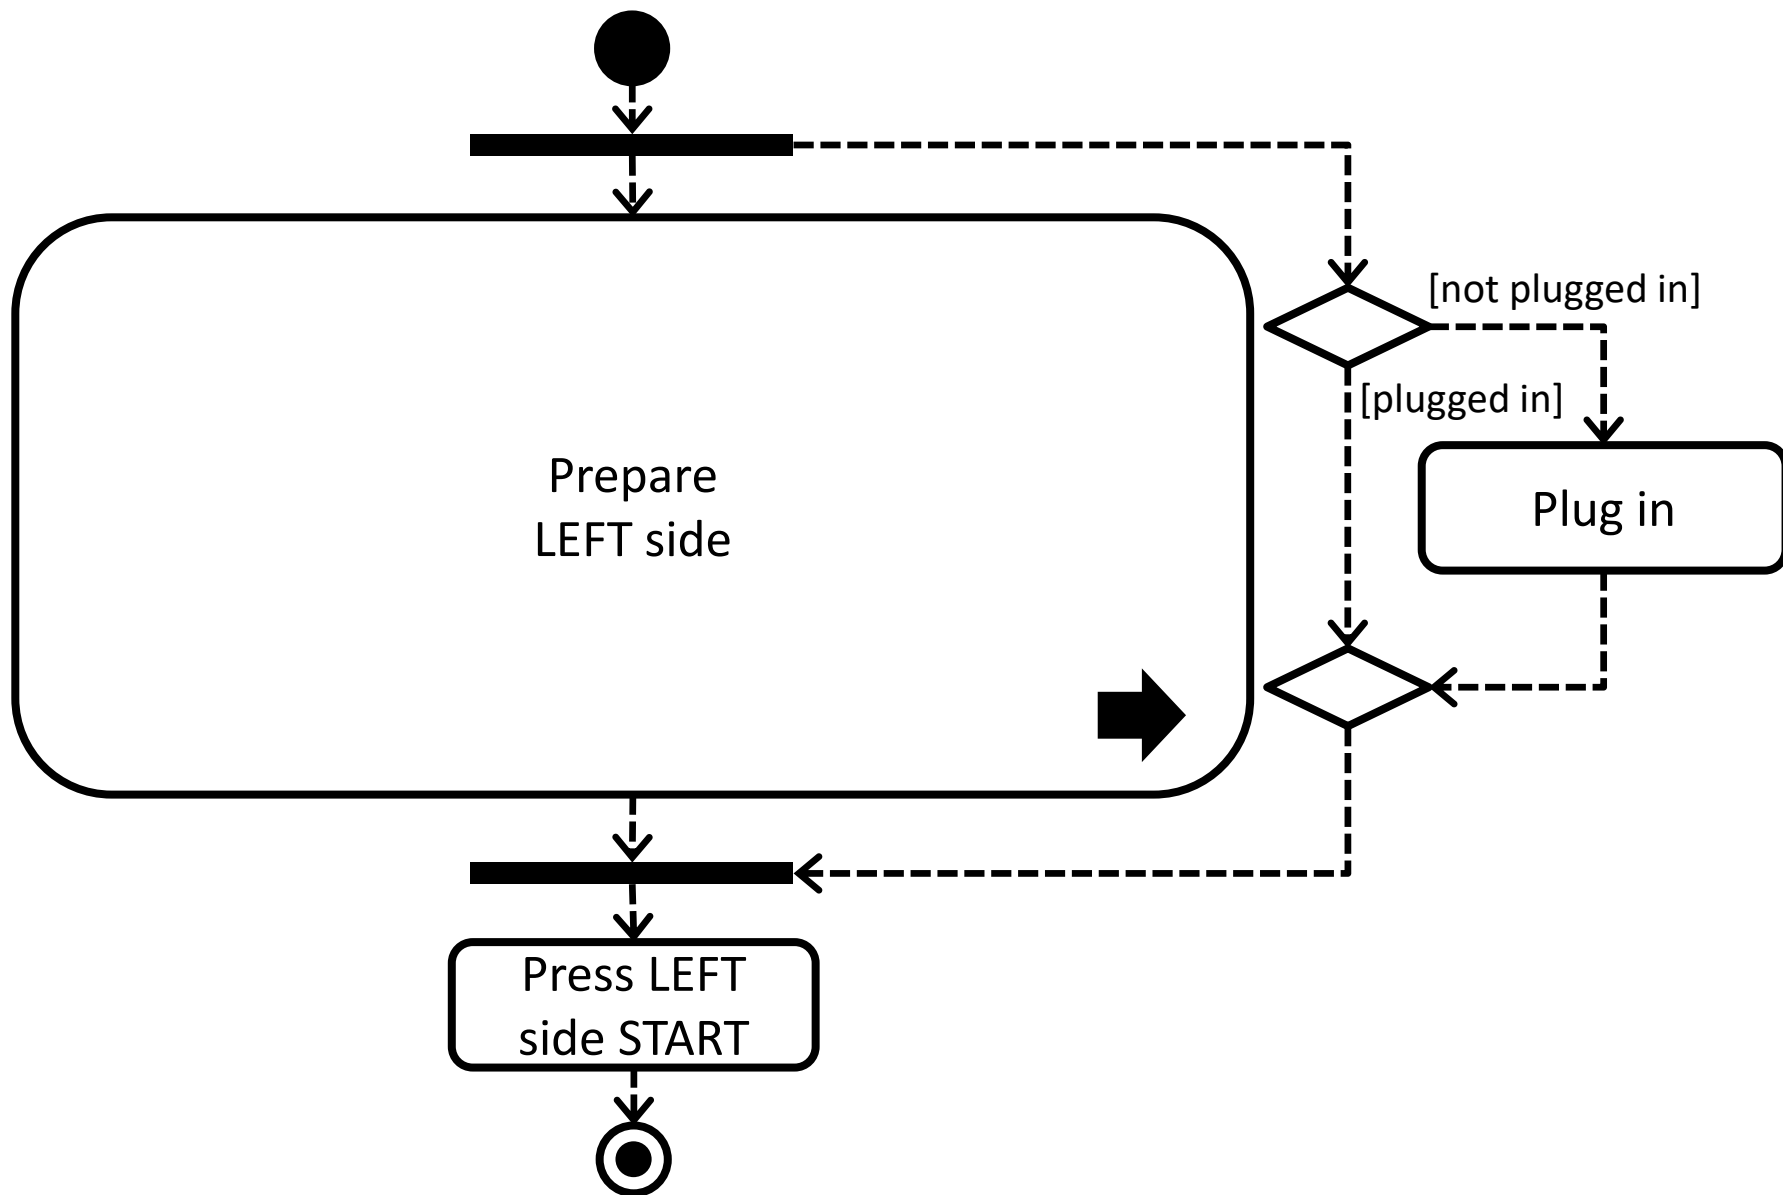 [not plugged in]
[plugged in]
Prepare
LEFT side
Plug in
Press LEFT
side START